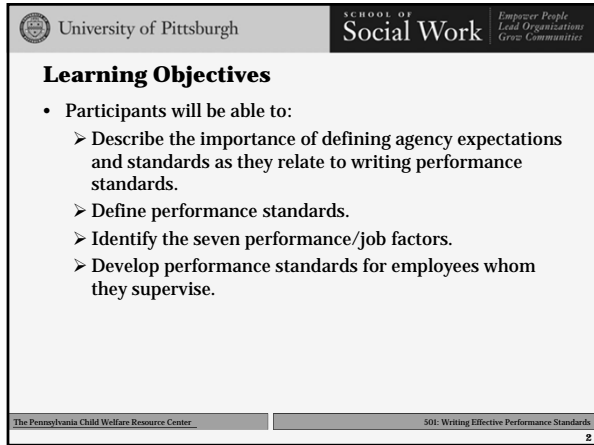 University of Pittsburgh
SCHOOL OF
Social Work
Empower People
Lead Organizations
Grow Communities
Learning Objectives
• Participants will be able to:
➢ Describe the importance of defining agency expectations
and standards as they relate to writing performance
standards.
➢ Define performance standards.
➢ Identify the seven performance/job factors.
➢ Develop performance standards for employees whom
they supervise.
The Pennsylvania Child Welfare Resource Center
501: Writing Effective Performance Standards
2